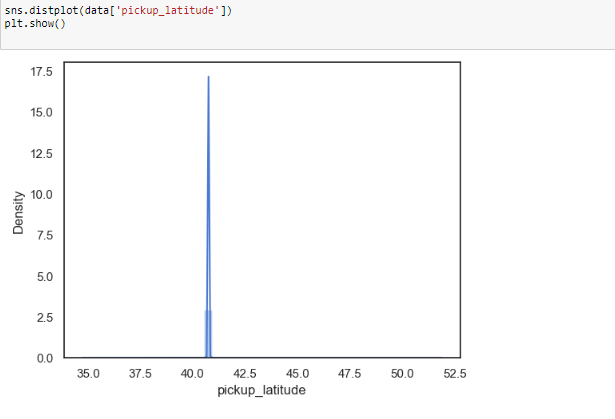 sns.distplot(data['pickup_latitude'])
plt.show()
17.5
15.0
12.5
10.0
7.5
5.0
2.5
0.0
Density
35.0 37.5 40.0 42.5 45.0 47.5 50.0 52.5
pickup_latitude